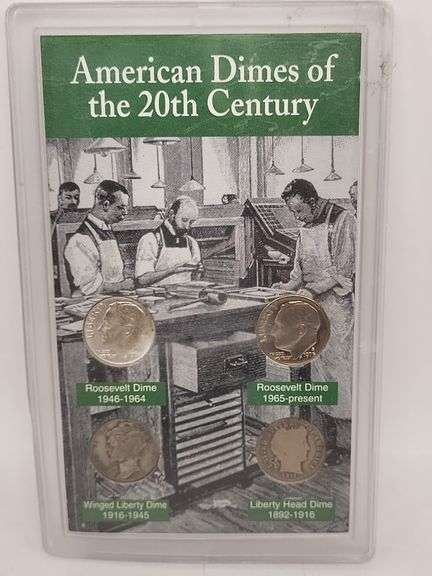 American Dimes of
the 20th Century
LIBERTY
Roosevelt Dime
1946-1964
Roosevelt Dime
1965-present
Winged Liberty Dime
1916-1945
Liberty Head Dime
1892-1916